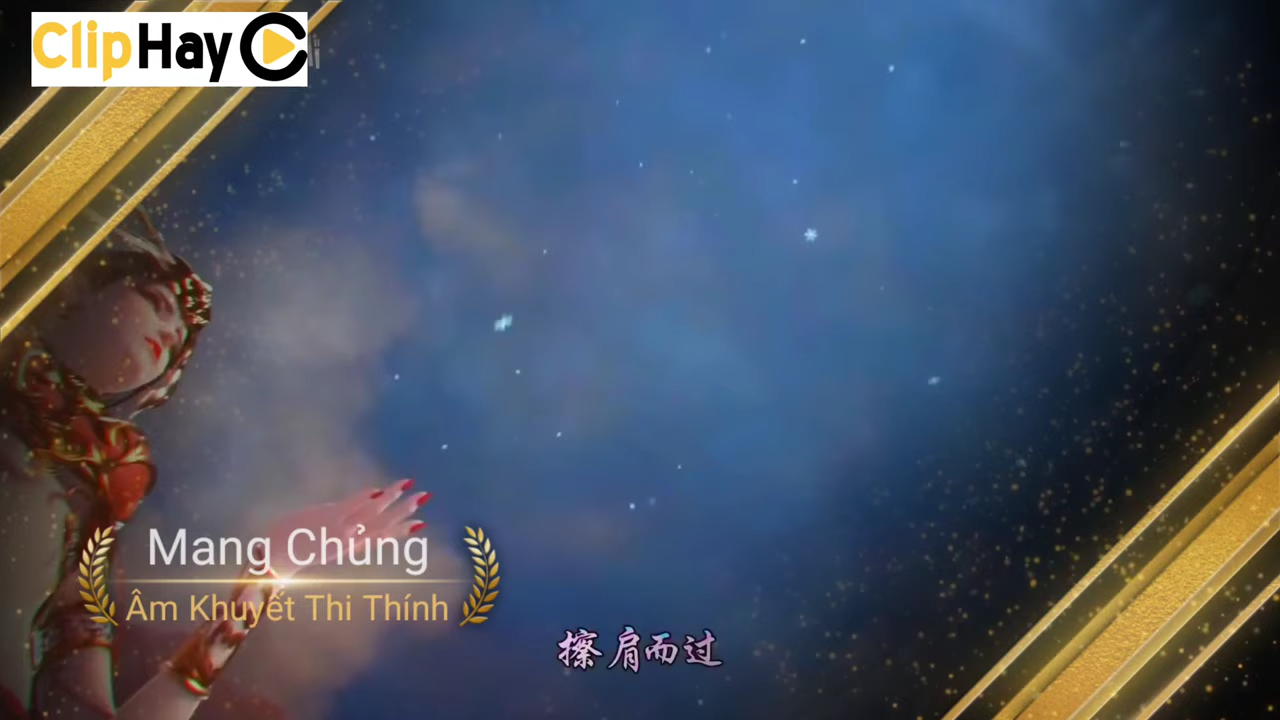 ClipHay
Mang Chủng
Âm Khuyết Thi Thính
擦肩而过